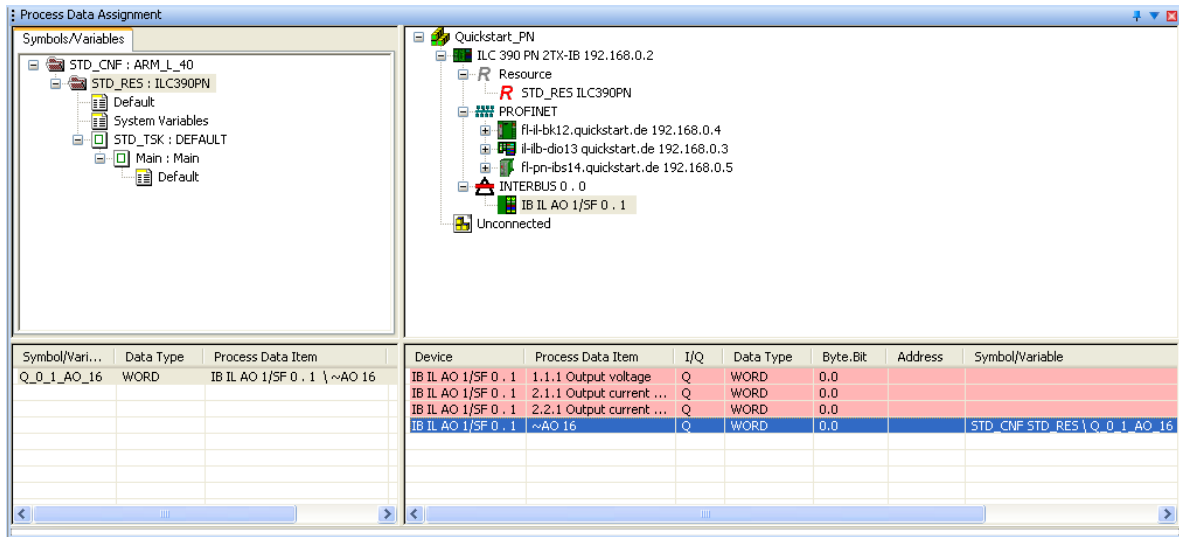 Process Data Assignment
Symbols/Variables
STD_CNF : ARM_L_40
STD_RES : ILC390PN
Default
System Variables
STD_TSK : DEFAULT
Main : Main
Default
Quickstart_PN
ILC 390 PN 2TX-IB 192.168.0.2
R Resource
R STD_RES ILC390PN
PROFINET
fl-il-bk12.quickstart.de 192.168.0.4
il-ilb-dio13 quickstart.de 192.168.0.3
fl-pn-ibs14.quickstart.de 192.168.0.5
INTERBUS 0 . 0
IB IL AO 1/SF 0 . 1
Unconnected
Symbol/Vari... Data Type Process Data Item
Q_0_1_AO_16 WORD IB IL AO 1/SF 0 . 1 \ ~AO 16
Device Process Data Item I/Q Data Type Byte.Bit Address Symbol/Variable
IB IL AO 1/SF 0 . 1 1.1.1 Output voltage Q WORD 0.0
IB IL AO 1/SF 0 . 1 2.1.1 Output current ... Q WORD 0.0
IB IL AO 1/SF 0 . 1 2.2.1 Output current ... Q WORD 0.0
IB IL AO 1/SF 0 . 1 ~AO 16 Q WORD 0.0 STD_CNF STD_RES \ Q_0_1_AO_16